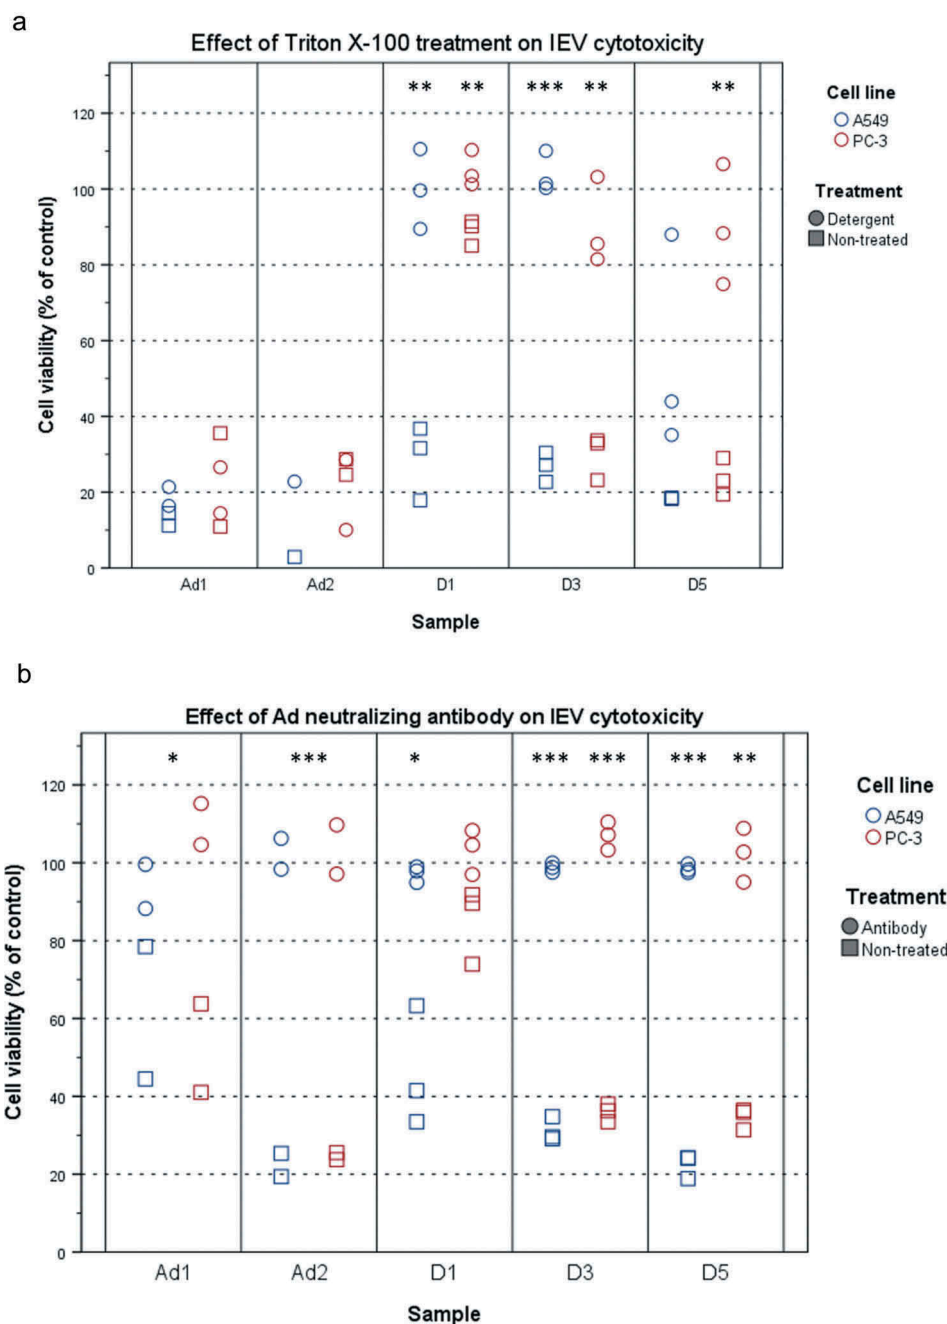 a
Effect of Triton X-100 treatment on IEV cytotoxicity
** ** *** ** **
Cell line
A549
PC-3
Treatment
Detergent
Non-treated
Cell viability (% of control)
120
100
80
60
40
20
0
Ad1 Ad2 D1 D3 D5
Sample
b
Effect of Ad neutralizing antibody on IEV cytotoxicity
* *** * *** *** *** **
Cell line
A549
PC-3
Treatment
Antibody
Non-treated
Cell viability (% of control)
120
100
80
60
40
20
0
Ad1 Ad2 D1 D3 D5
Sample